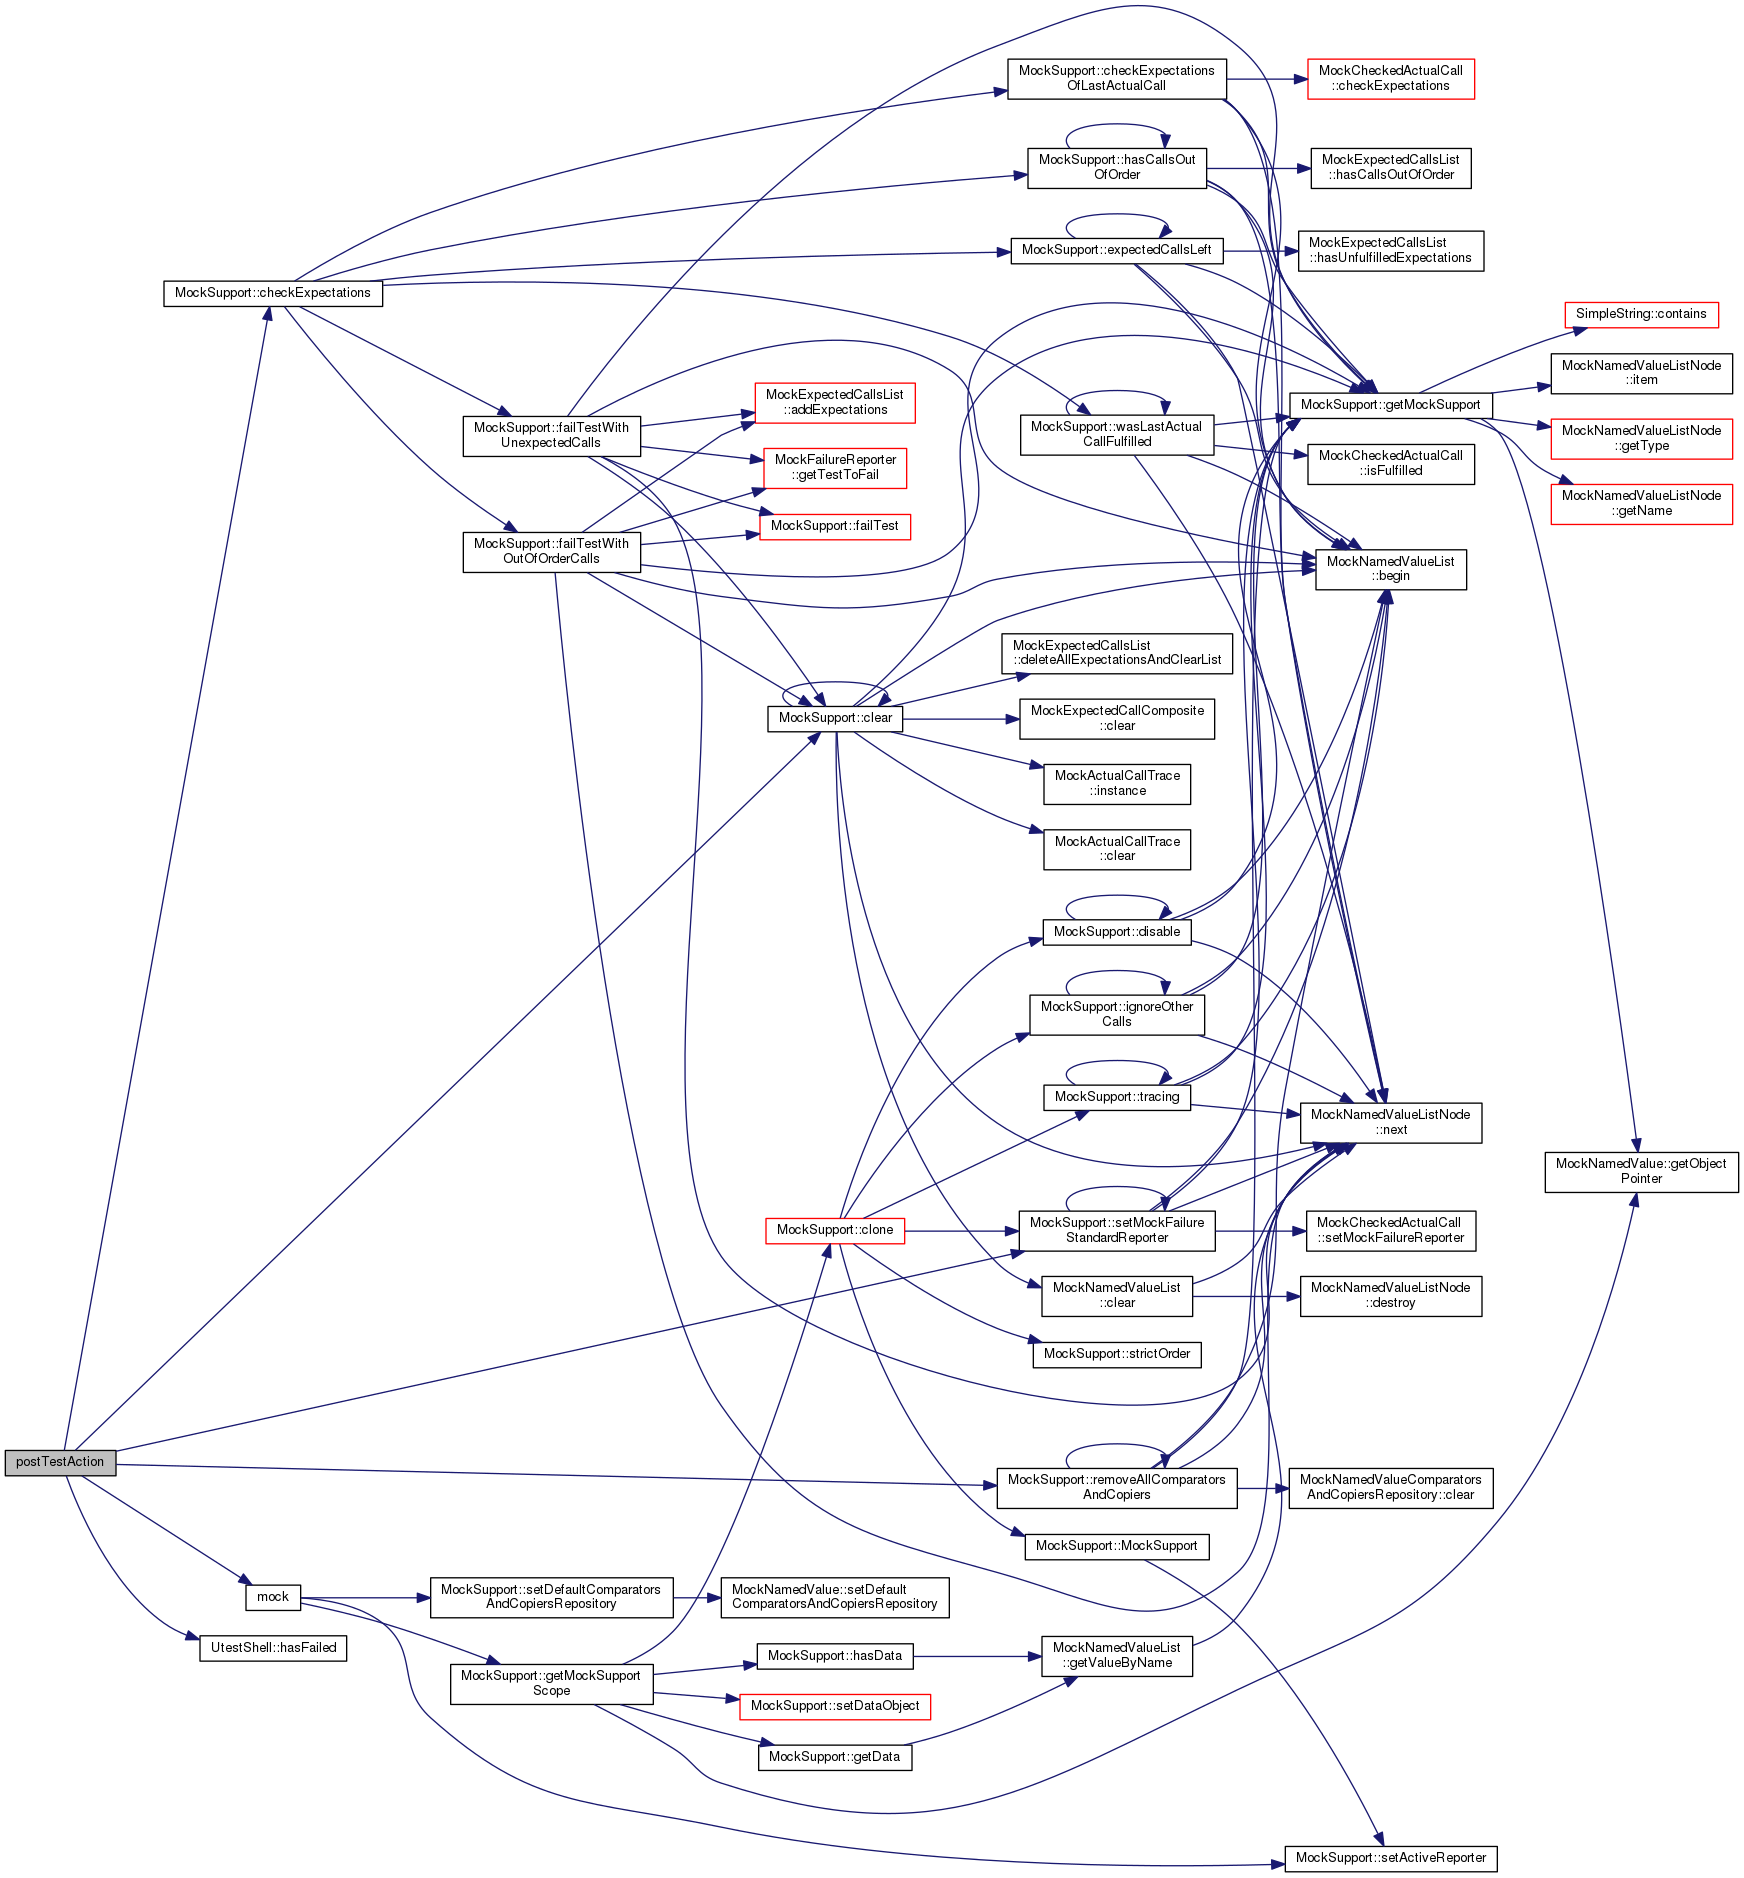 MockSupport::checkExpectations
OfLastActualCall
MockCheckedActualCall
::checkExpectations
MockSupport::hasCallsOut
OfOrder
MockExpectedCallsList
::hasCallsOutOfOrder
MockSupport::expectedCallsLeft
MockExpectedCallsList
::hasUnfulfilledExpectations
MockSupport::checkExpectations
SimpleString::contains
MockNamedValueListNode
::item
MockExpectedCallsList
::addExpectations
MockSupport::getMockSupport
MockSupport::failTestWith
UnexpectedCalls
MockSupport::wasLastActual
CallFulfilled
MockNamedValueListNode
::getType
MockFailureReporter
::getTestToFail
MockCheckedActualCall
::isFulfilled
MockNamedValueListNode
::getName
MockSupport::failTest
MockSupport::failTestWith
OutOfOrderCalls
MockNamedValueList
::begin
MockExpectedCallsList
::deleteAllExpectationsAndClearList
MockSupport::clear
MockExpectedCallComposite
::clear
MockActualCallTrace
::instance
MockActualCallTrace
::clear
MockSupport::disable
MockSupport::ignoreOther
Calls
MockSupport::tracing
MockNamedValueListNode
::next
MockNamedValue::getObject
Pointer
MockSupport::clone
MockSupport::setMockFailure
StandardReporter
MockCheckedActualCall
::setMockFailureReporter
MockNamedValueList
::clear
MockNamedValueListNode
::destroy
MockSupport::strictOrder
postTestAction
MockSupport::removeAllComparators
AndCopiers
MockNamedValueComparators
AndCopiersRepository::clear
MockSupport::MockSupport
mock
MockSupport::setDefaultComparators
AndCopiersRepository
MockNamedValue::setDefault
ComparatorsAndCopiersRepository
UtestShell::hasFailed
MockSupport::getMockSupport
Scope
MockSupport::hasData
MockNamedValueList
::getValueByName
MockSupport::setDataObject
MockSupport::getData
MockSupport::setActiveReporter